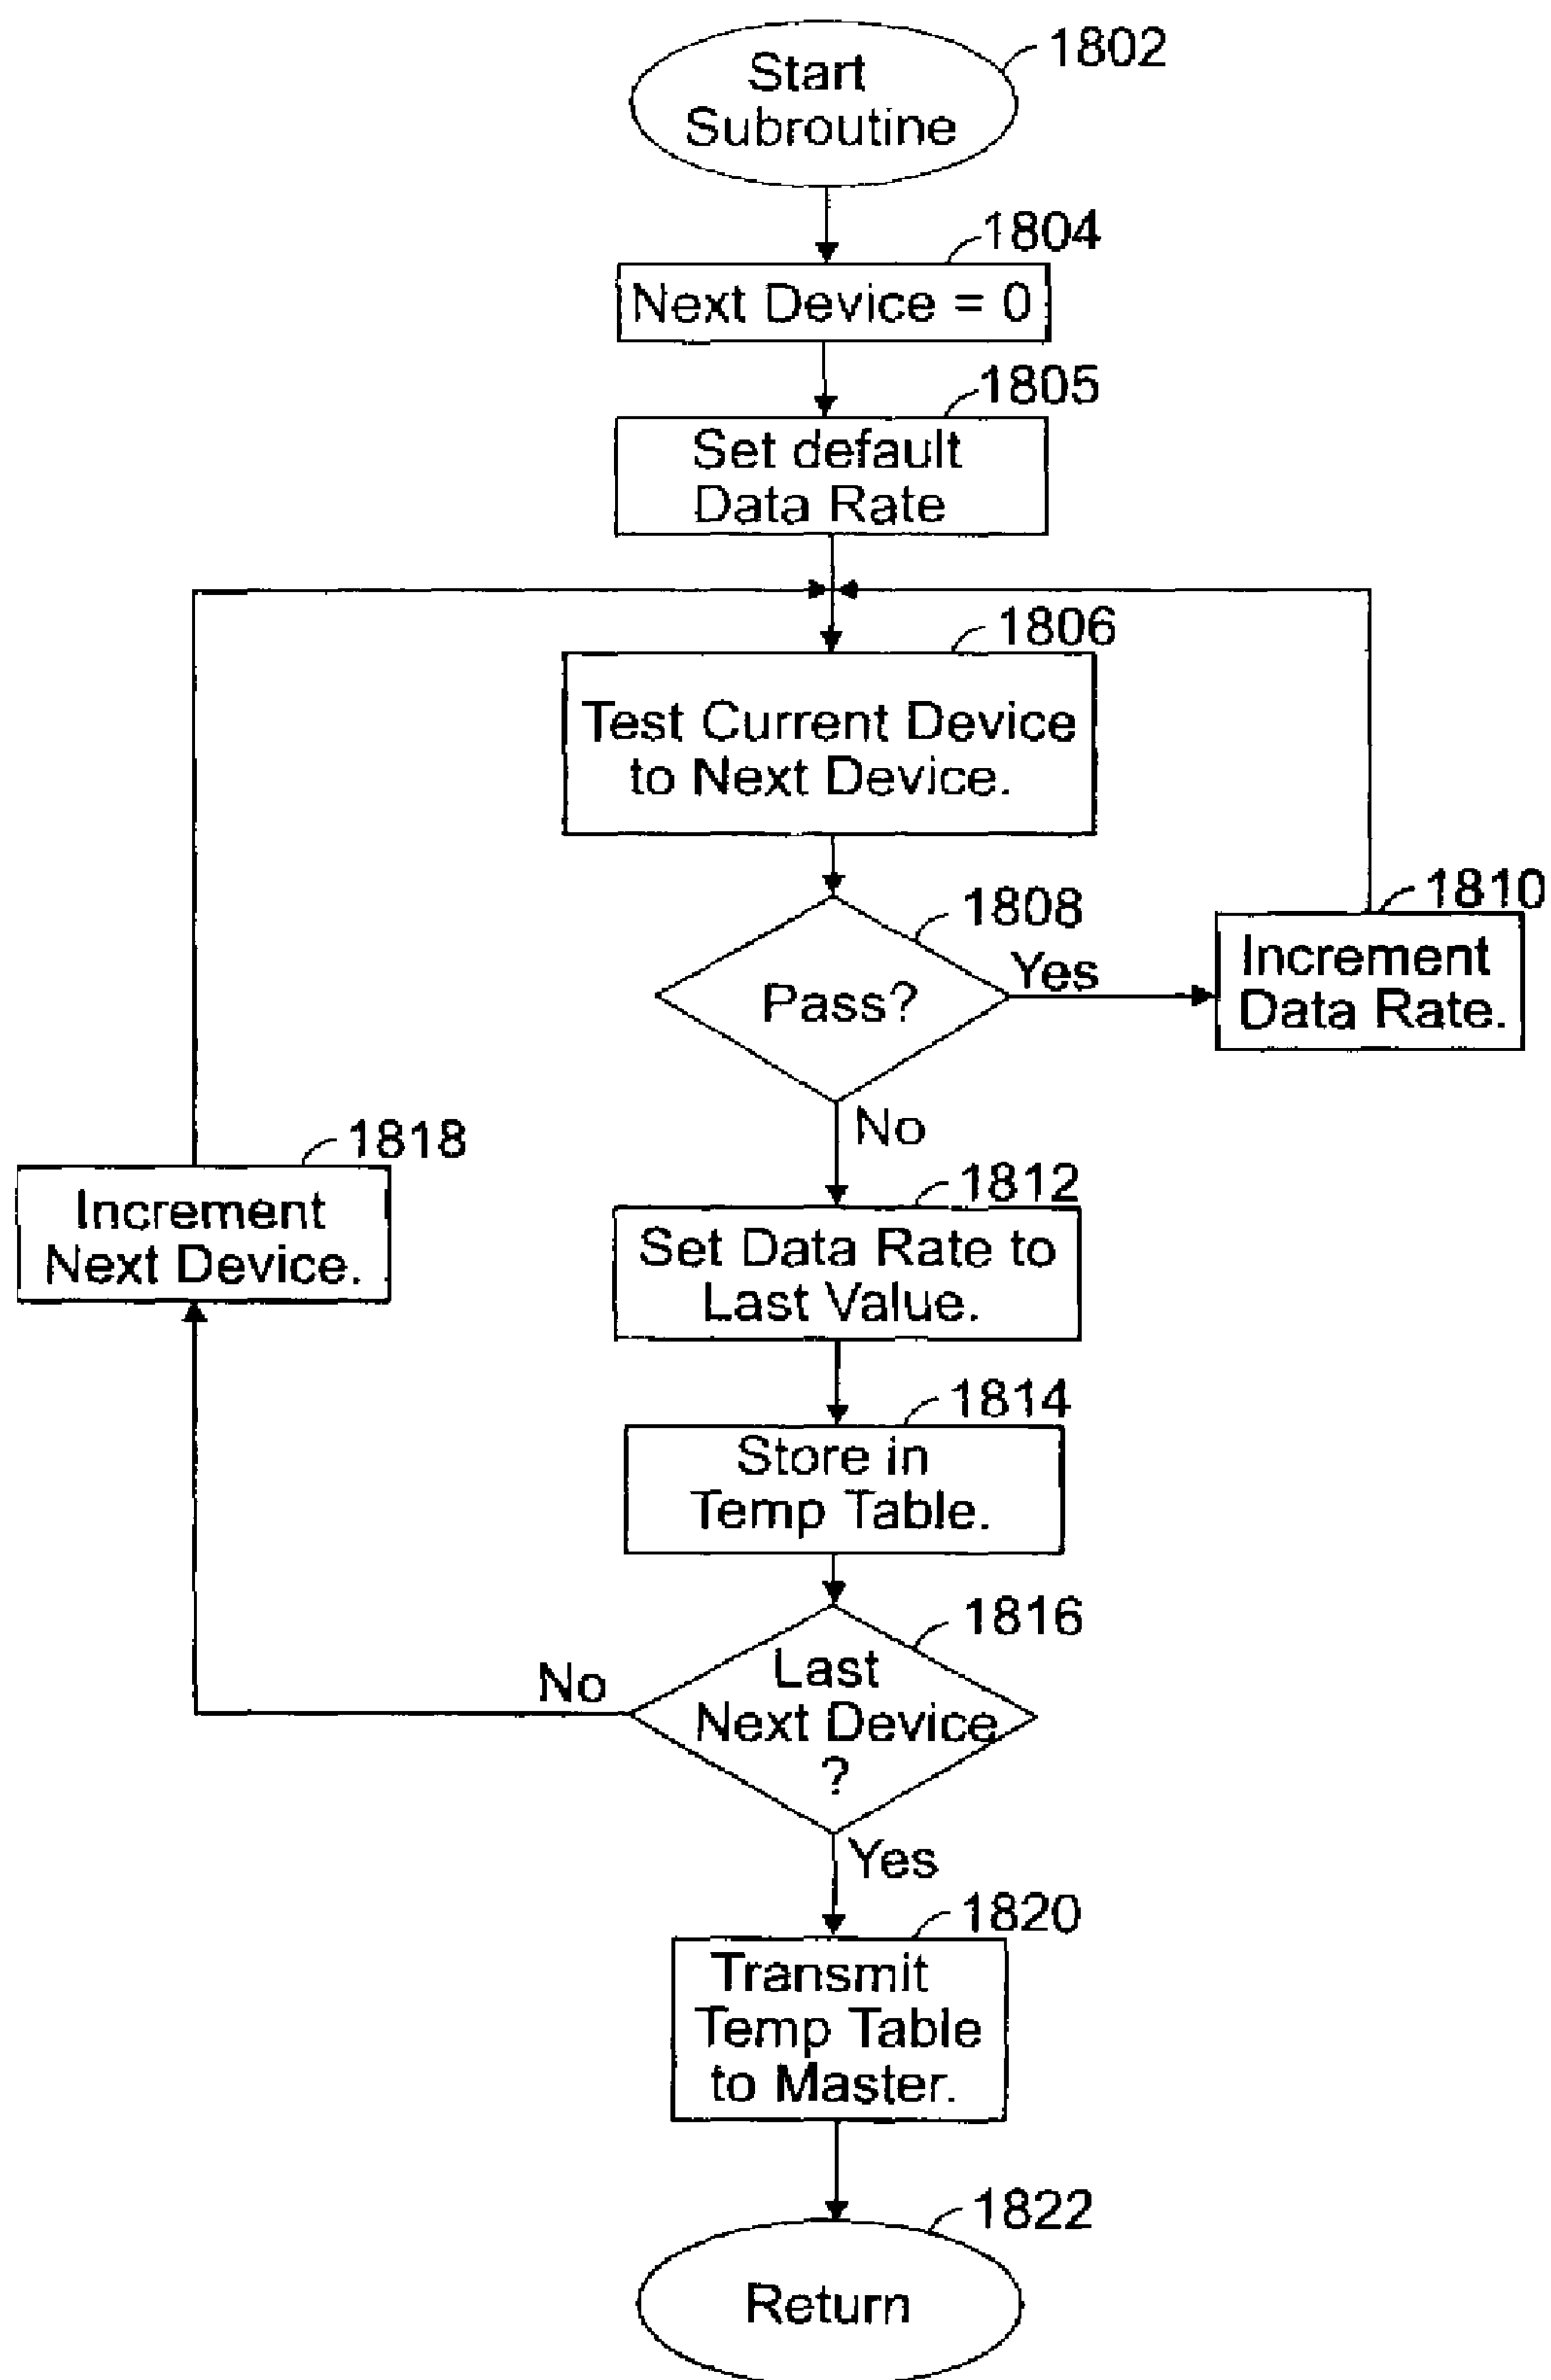 1802
Start
Subroutine
1804
Next Device = 0
1805
Set default
Data Rate
1806
Test Current Device
to Next Device.
1808
Pass?
Yes
1810
Increment
Data Rate.
No
1818
Increment
Next Device.
1812
Set Data Rate to
Last Value.
1814
Store in
Temp Table.
1816
Last
Next Device
?
No
Yes
1820
Transmit
Temp Table
to Master.
1822
Return